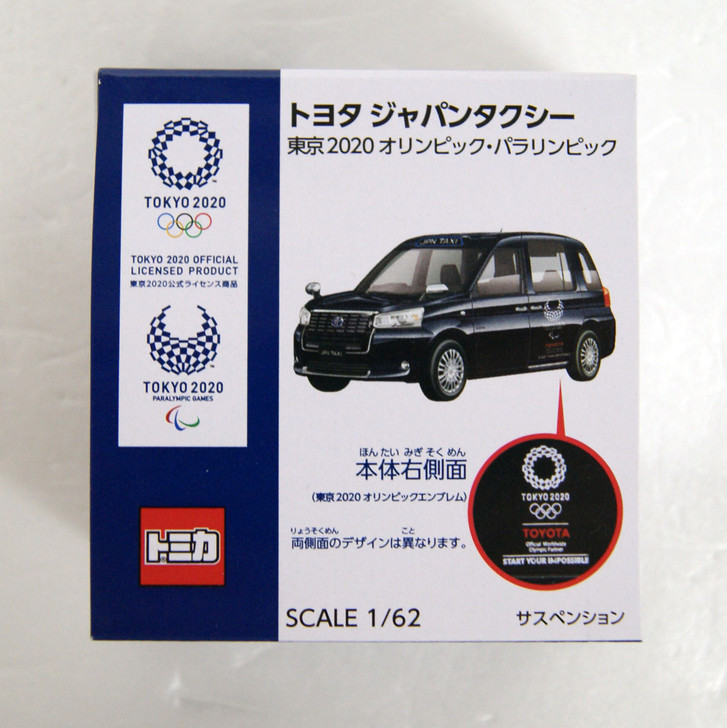 トヨタ ジャパンタクシー
東京2020 オリンピック・パラリンピック
TOKYO 2020
TOKYO 2020 OFFICIAL
LICENSED PRODUCT
東京2020公式ライセンス商品
TOKYO 2020
PARALYMPIC GAMES
トミカ
JPN TAXI
JPN TAXI
ほんたい みぎ そくめん
本体右側面
(東京2020 オリンピックエンブレム)
りょうそくめん こと
両側面のデザインは異なります。
TOKYO 2020
TOYOTA
Official Worldwide
Olympic Partner
START YOUR IMPOSSIBLE
SCALE 1/62
サスペンション